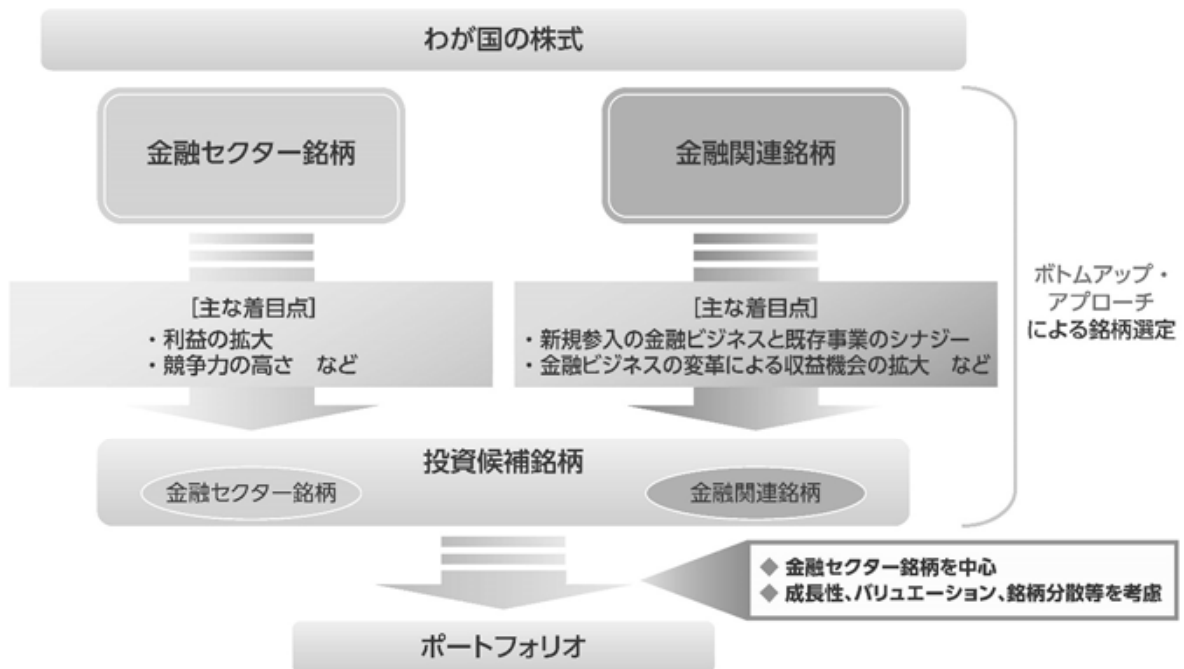 わが国の株式
金融セクター銘柄
金融関連銘柄
[主な着目点]
・利益の拡大
・競争力の高さ　など
[主な着目点]
・新規参入の金融ビジネスと既存事業のシナジー
・金融ビジネスの変革による収益機会の拡大　など
ボトムアップ・
アプローチ
による銘柄選定
投資候補銘柄
金融セクター銘柄
金融関連銘柄
◆ 金融セクター銘柄を中心
◆ 成長性、バリュエーション、銘柄分散等を考慮
ポートフォリオ